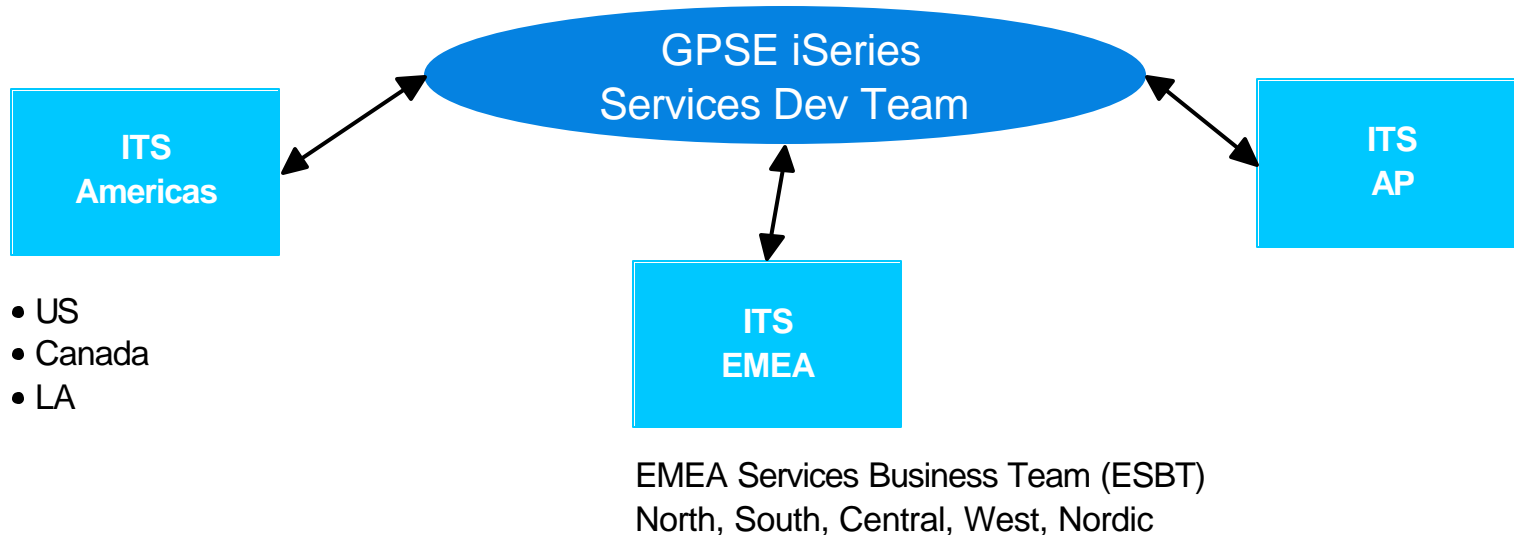 GPSE iSeries
Services Dev Team
ITS
Americas
ITS
AP
• US
• Canada
• LA
ITS
EMEA
EMEA Services Business Team (ESBT)
North, South, Central, West, Nordic